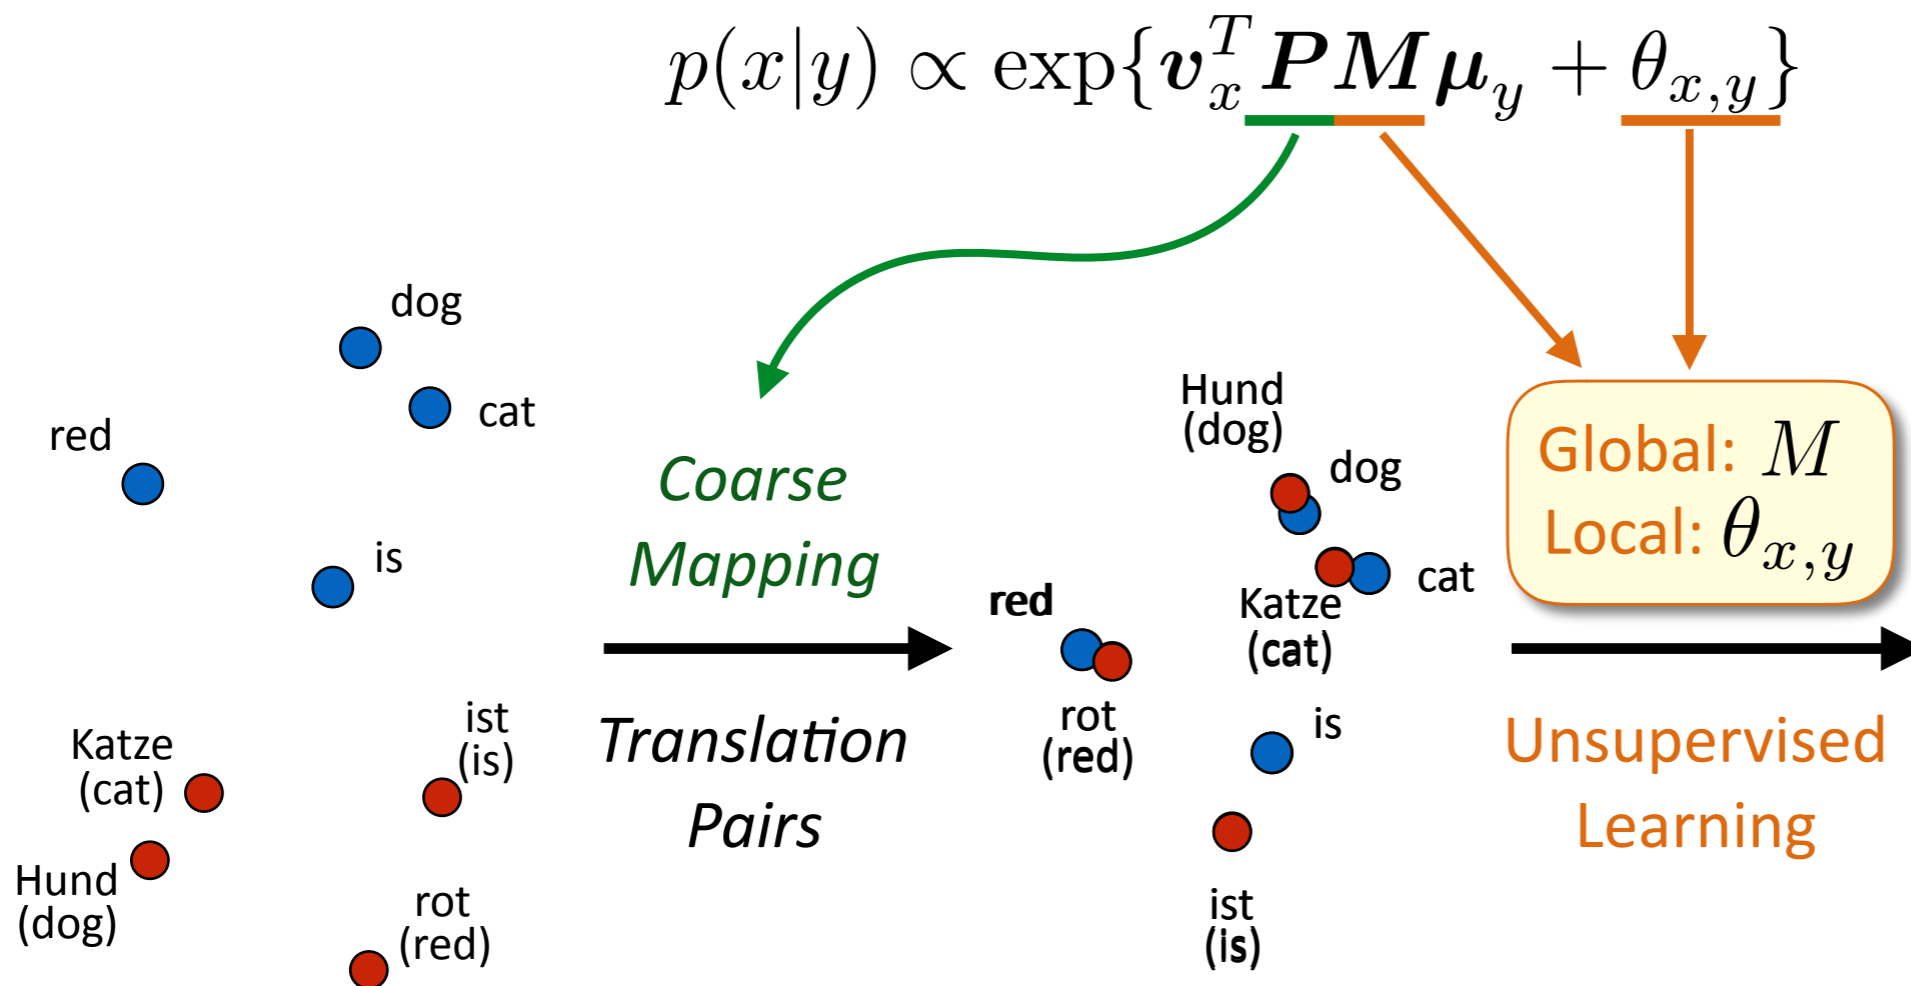 p(x|y) ∝ exp{v_x^T PMμ_y + θ_{x,y}}
dog
cat
red
is
Katze
(cat)
Hund
(dog)
ist
(is)
rot
(red)
Coarse
Mapping
Translation
Pairs
Hund
(dog)
dog
cat
Katze
(cat)
red
rot
(red)
is
ist
(is)
Global: M
Local: θ_{x,y}
Unsupervised
Learning